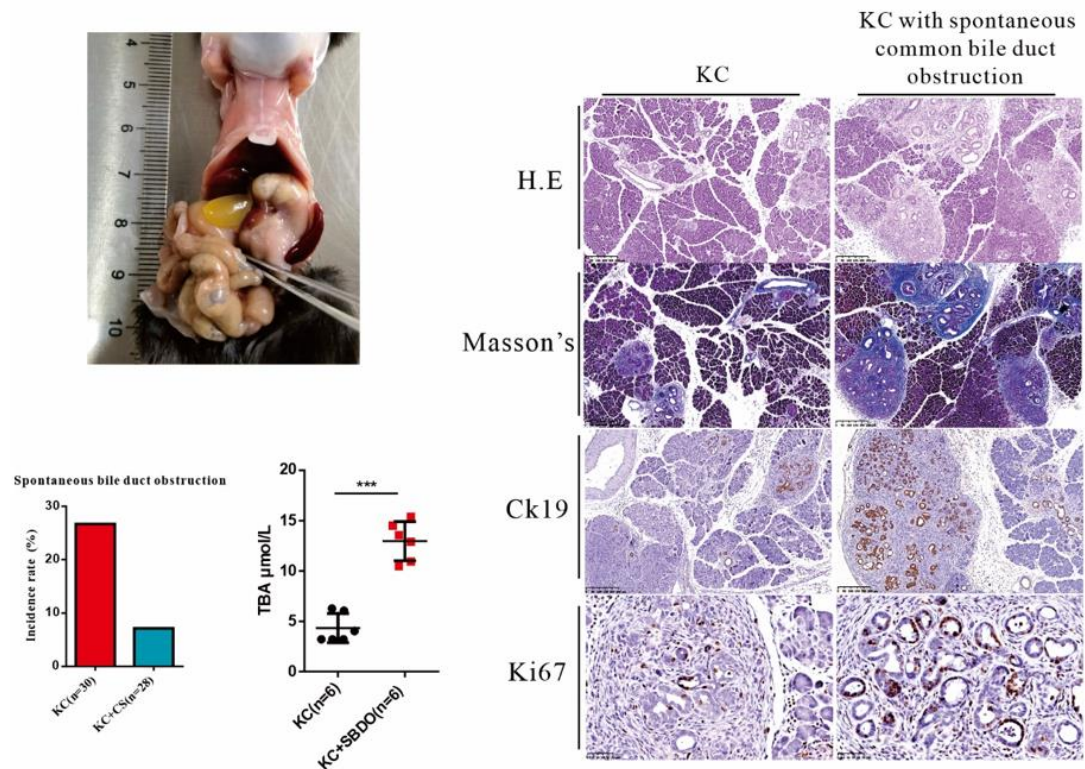 4
5
6
7
8
9
10
KC
KC with spontaneous
common bile duct
obstruction
H.E
Masson's
Ck19
Ki67
Spontaneous bile duct obstruction
Incidence rate (%)
30
20
10
0
KC(n=30)
KC+CS(n=28)
TBA µmol/L
20
15
10
5
0
***
KC(n=6)
KC+SBDO(n=6)